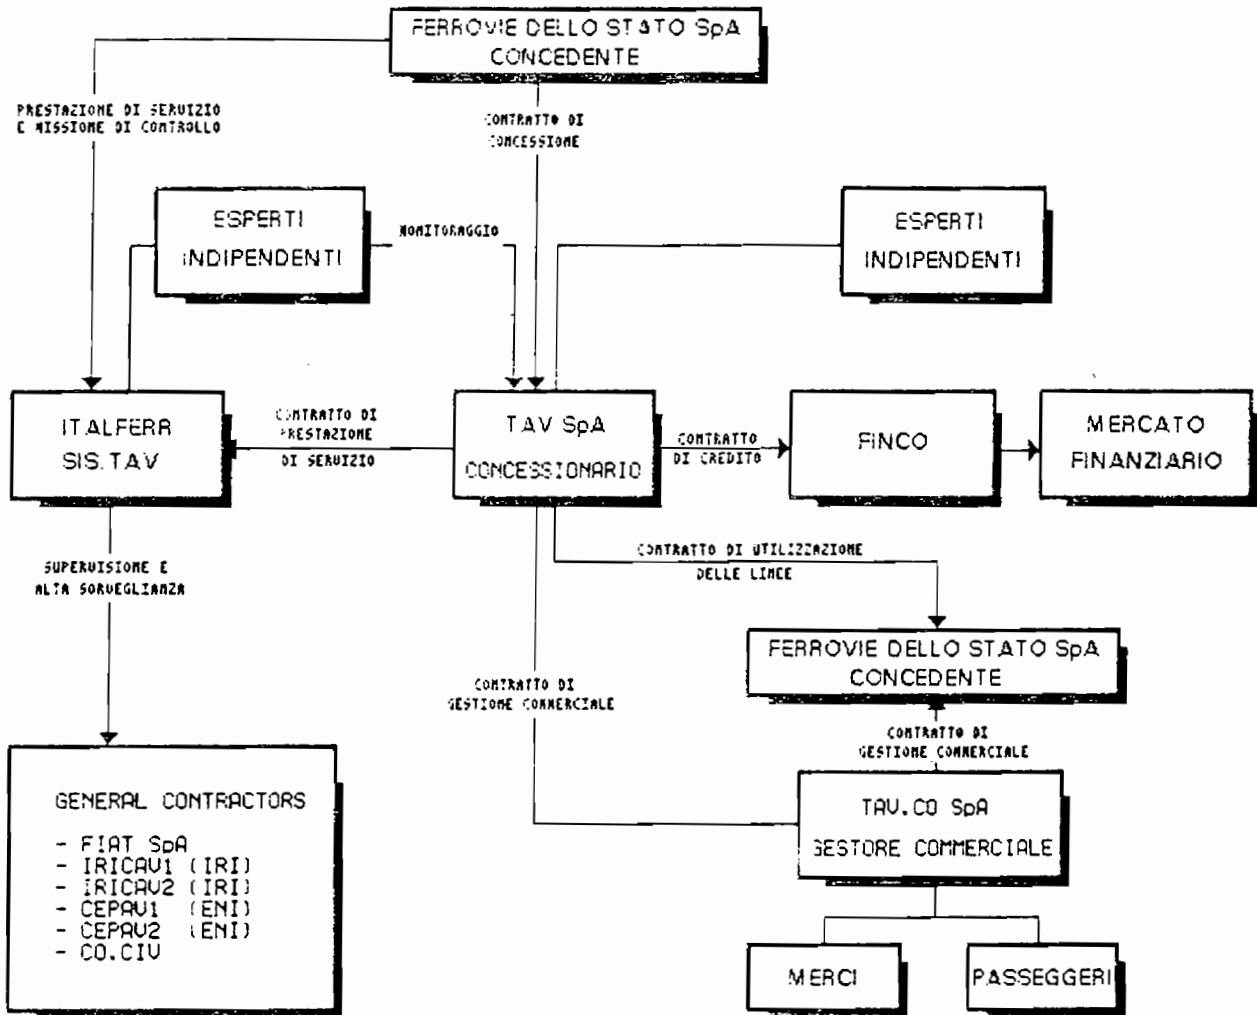 FERROVIE DELLO STATO SpA
CONCEDENTE
PRESTAZIONE DI SERVIZIO
E MISSIONE DI CONTROLLO
CONTRATTO DI
CONCESSIONE
ESPERTI
INDIPENDENTI
MONITORAGGIO
ESPERTI
INDIPENDENTI
ITALFERR
SIS.TAV
CONTRATTO DI
PRESTAZIONE
DI SERVIZIO
TAV SpA
CONCESSIONARIO
CONTRATTO
DI CREDITO
FINCO
MERCATO
FINANZIARIO
SUPERVISIONE E
ALTA SORVEGLIANZA
CONTRATTO DI UTILIZZAZIONE
DELLE LINEE
FERROVIE DELLO STATO SpA
CONCEDENTE
CONTRATTO DI
GESTIONE COMMERCIALE
CONTRATTO DI
GESTIONE COMMERCIALE
GENERAL CONTRACTORS
- FIAT SpA
- IRICAV1 (IRI)
- IRICAV2 (IRI)
- CEPAV1 (ENI)
- CEPAV2 (ENI)
- CO.CIV
TAV.CO SpA
GESTORE COMMERCIALE
MERCI
PASSEGGERI